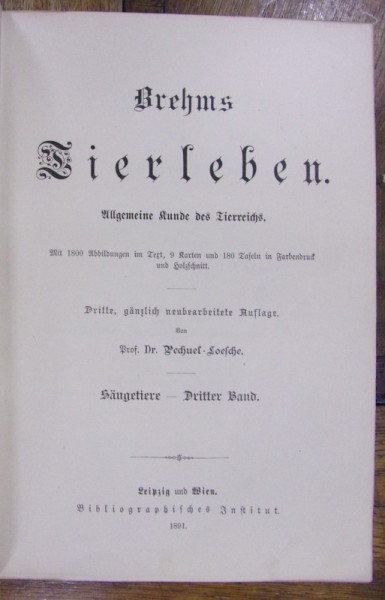 Brehms
Tierleben.
Allgemeine Kunde des Tierreichs.
Mit 1800 Abbildungen im Text, 9 Karten und 180 Tafeln in Farbendruck
und Holzschnitt.
Dritte, gänzlich neubearbeitete Auflage.
Von
Prof. Dr. Pechuel-Loesche.
Säugetiere — Dritter Band.
Leipzig und Wien.
Bibliographisches Institut.
1891.